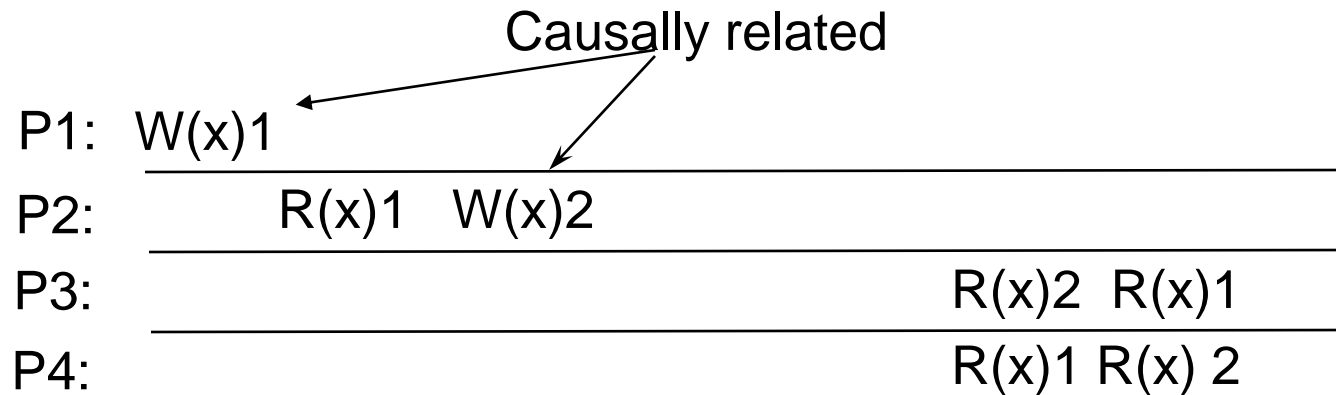 Causally related
P1: W(x)1
P2: R(x)1 W(x)2
P3: R(x)2 R(x)1
P4: R(x)1 R(x) 2